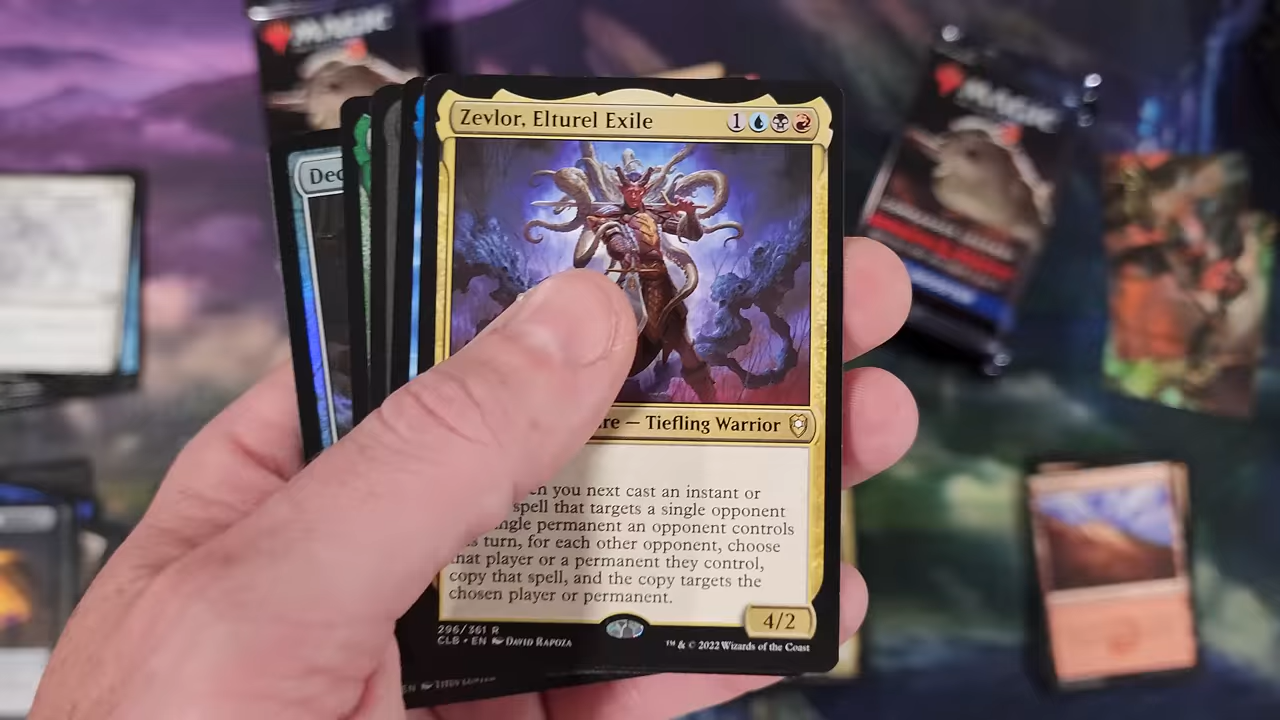 MAGIC
MAGIC
Dec
Zevlor, Elturel Exile
1
re — Tiefling Warrior
en you next cast an instant or
spell that targets a single opponent
ngle permanent an opponent controls
s turn, for each other opponent, choose
that player or a permanent they control,
copy that spell, and the copy targets the
chosen player or permanent.
4/2
296/361 R
CLB • EN DAVID RAPOZA
™ & © 2022 Wizards of the Coast
EN